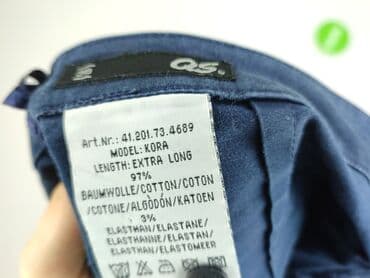 QS.
Art.Nr.: 41.201.73.4689
MODEL: KORA
LENGTH: EXTRA LONG
97%
BAUMWOLLE/COTTON/COTON
/COTONE/ALGODÓN/KATOEN
3%
ELASTHAN/ELASTANE/
ELASTHANNE/ELASTAN/
ELASTAN/ELASTOMEER